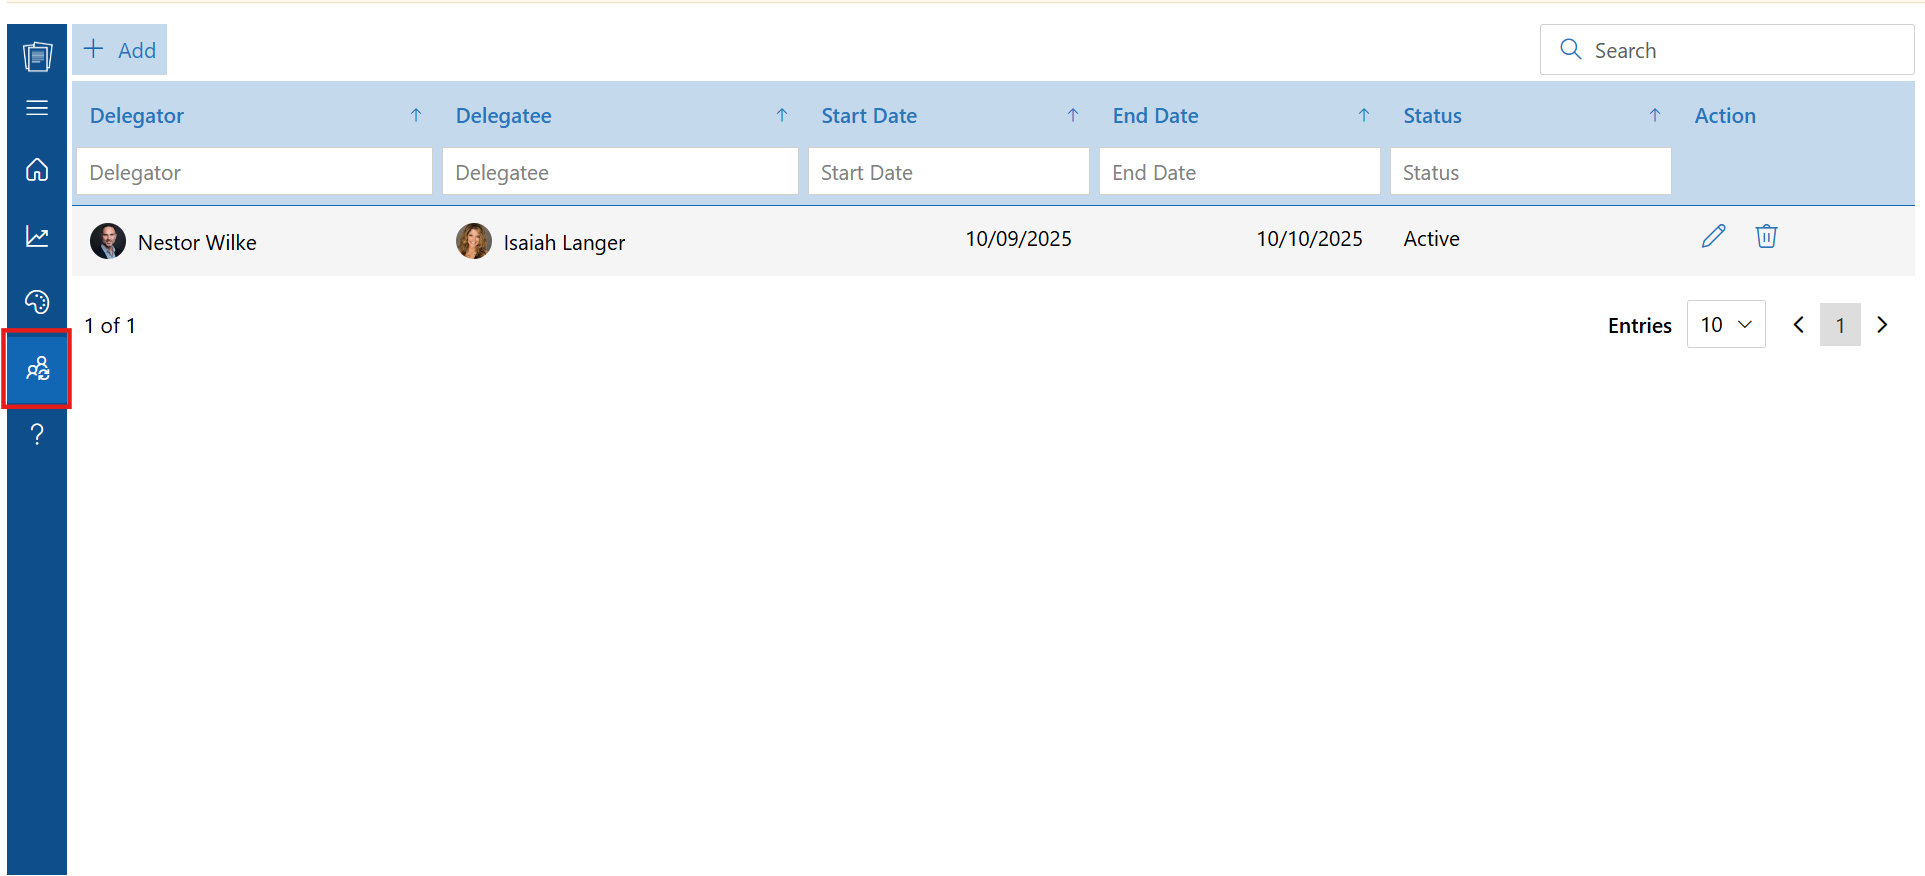 Add
Search
Delegator Delegatee Start Date End Date Status Action
Delegator Delegatee Start Date End Date Status
Nestor Wilke Isaiah Langer 10/09/2025 10/10/2025 Active
1 of 1 Entries 10 1
?